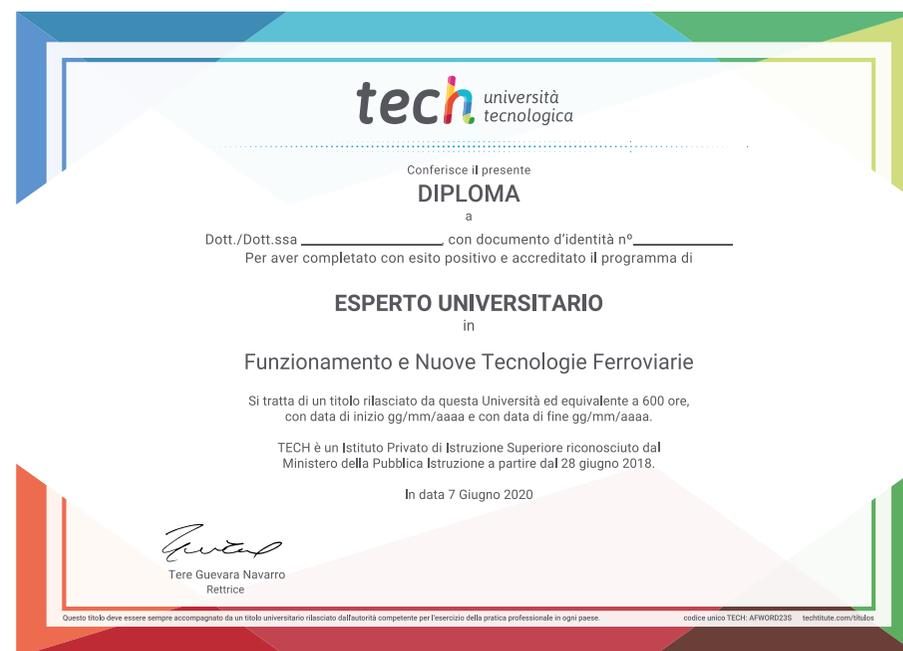 tech università
tecnologica
Conferisce il presente
DIPLOMA
a
Dott./Dott.ssa ____________________, con documento d'identità nº______________
Per aver completato con esito positivo e accreditato il programma di
ESPERTO UNIVERSITARIO
in
Funzionamento e Nuove Tecnologie Ferroviarie
Si tratta di un titolo rilasciato da questa Università ed equivalente a 600 ore,
con data di inizio gg/mm/aaaa e con data di fine gg/mm/aaaa.
TECH è un Istituto Privato di Istruzione Superiore riconosciuto dal
Ministero della Pubblica Istruzione a partire dal 28 giugno 2018.
In data 7 Giugno 2020
Tere Guevara Navarro
Rettrice
Questo titolo deve essere sempre accompagnato da un titolo universitario rilasciato dall'autorità competente per l'esercizio della pratica professionale in ogni paese.
codice unico TECH: AFWORD23S techtitute.com/titulos